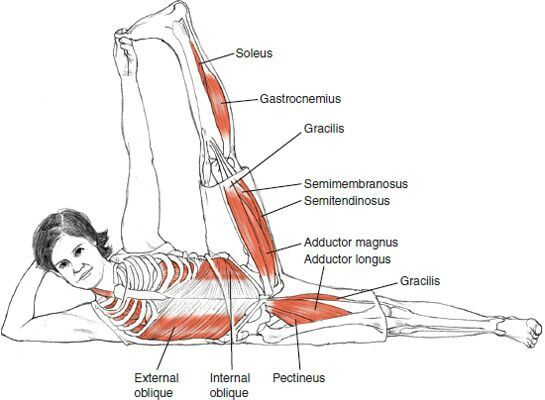 Soleus
Gastrocnemius
Gracilis
Semimembranosus
Semitendinosus
Adductor magnus
Adductor longus
Gracilis
External
oblique
Internal
oblique
Pectineus